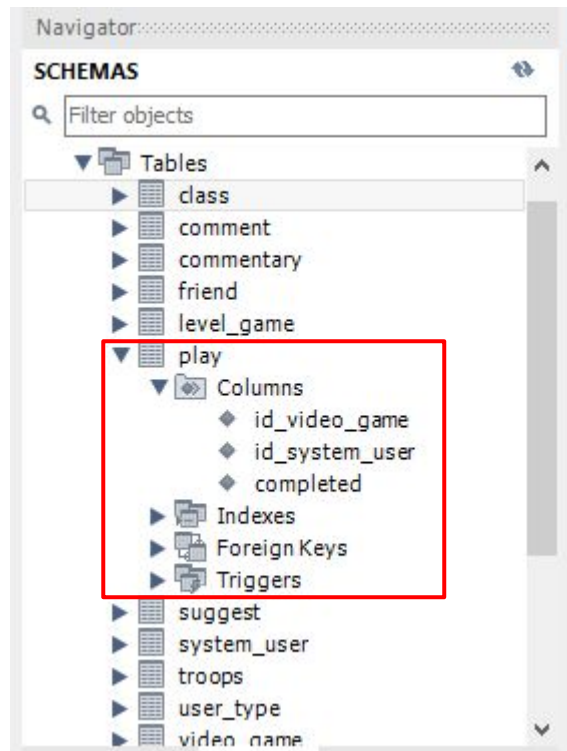 Navigator
SCHEMAS
Filter objects
Tables
class
comment
commentary
friend
level_game
play
Columns
id_video_game
id_system_user
completed
Indexes
Foreign Keys
Triggers
suggest
system_user
troops
user_type
video_game